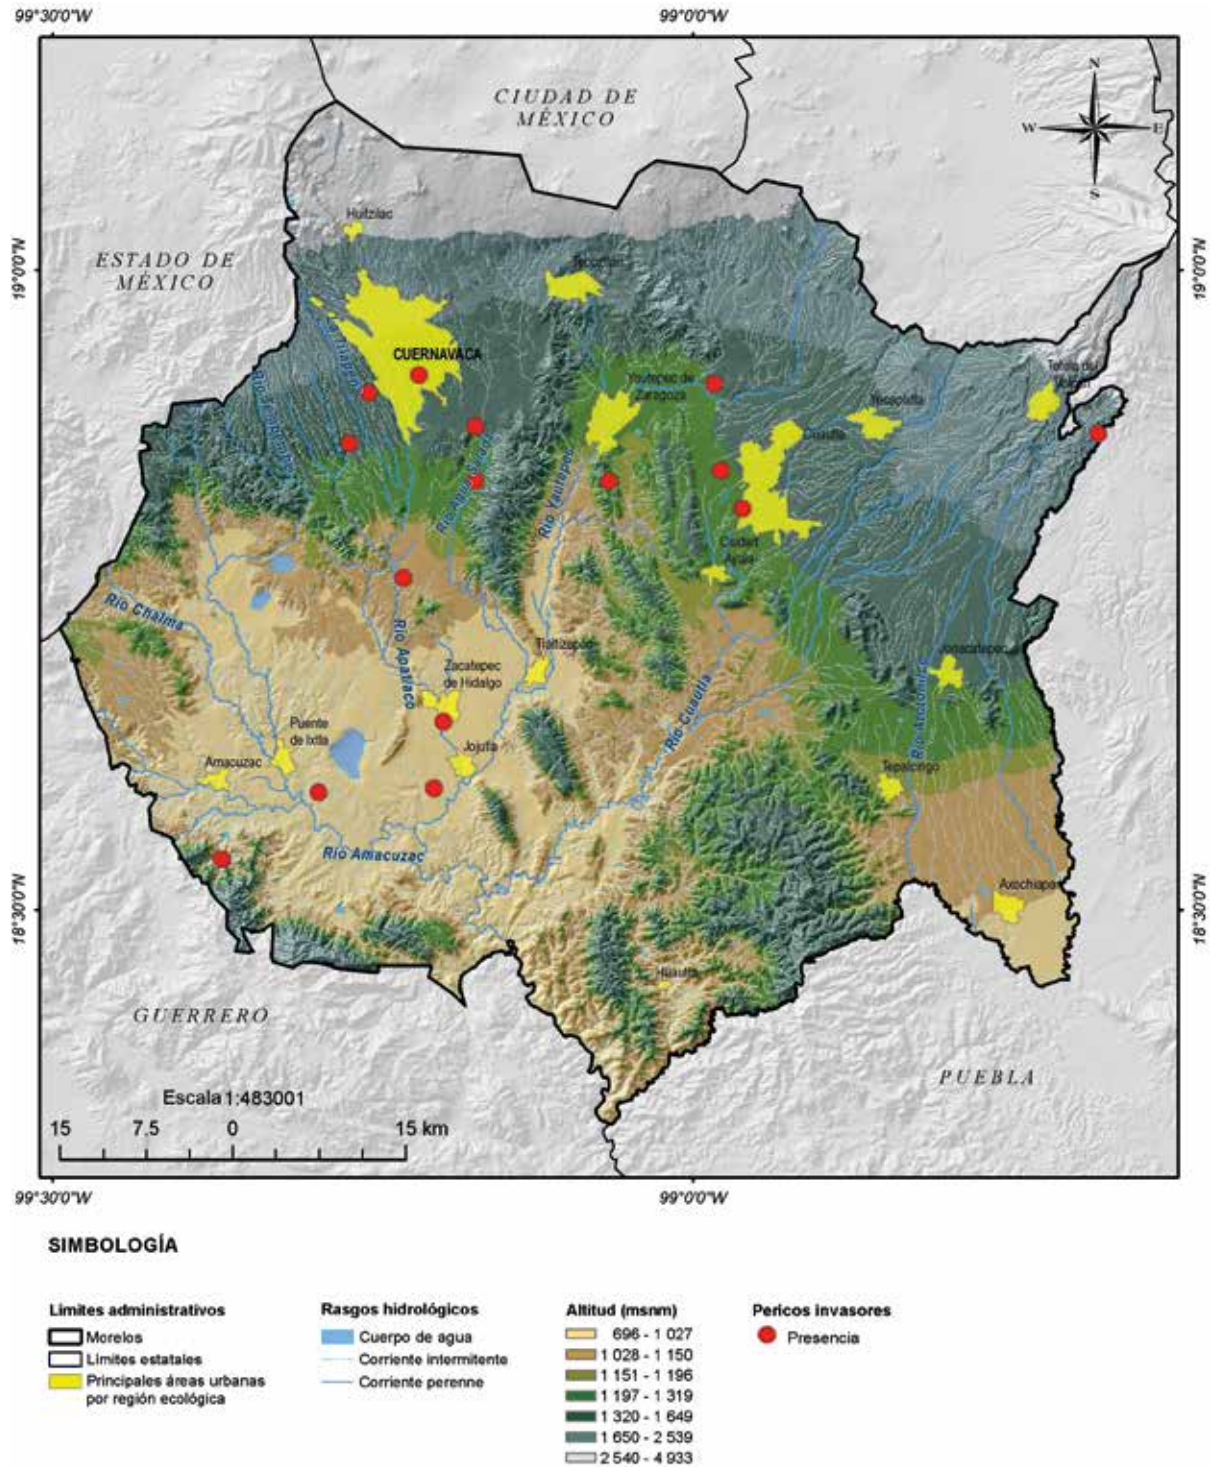 99°30'0"W
99°0'0"W
CIUDAD DE
MÉXICO
N
W
E
S
Huitzilac
ESTADO DE
MÉXICO
19°0'0"N
19°0'0"N
CUERNAVACA
Yautepec de
Zaragoza
Yecapixtla
Cuautla
Río Yautepec
Ciudad
Ayala
Río Chalma
Río Apatlaco
Tlaltizapán
Zacatepec
de Hidalgo
Jonacatepec
Río Cuautla
Puente
de Ixtla
Jojutla
Amacuzac
Tepalcingo
Río Amacuzac
Axochiapan
18°30'0"N
18°30'0"N
Huautla
GUERRERO
PUEBLA
Escala 1:483001
15 7.5 0 15 km
99°30'0"W
99°0'0"W
SIMBOLOGÍA
Límites administrativos
Morelos
Límites estatales
Principales áreas urbanas
por región ecológica
Rasgos hidrológicos
Cuerpo de agua
Corriente intermitente
Corriente perenne
Altitud (msnm)
696 - 1 027
1 028 - 1 150
1 151 - 1 196
1 197 - 1 319
1 320 - 1 649
1 650 - 2 539
2 540 - 4 933
Pericos invasores
Presencia